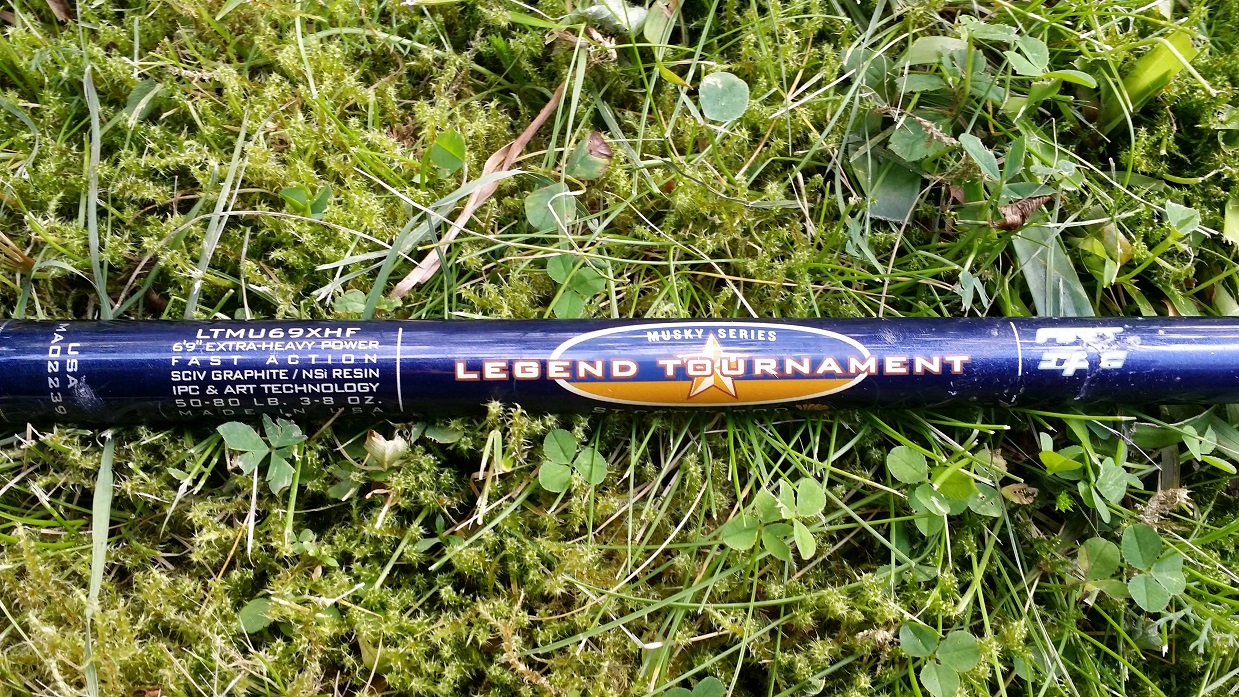 USA
MA02239
LTMU69XHF
6'9" EXTRA-HEAVY-POWER
FAST ACTION
SCIV GRAPHITE / NSi RESIN
IPC & ART TECHNOLOGY
50-80 LB. 3-8 OZ.
MADE IN USA
MUSKY SERIES
LEGEND TOURNAMENT